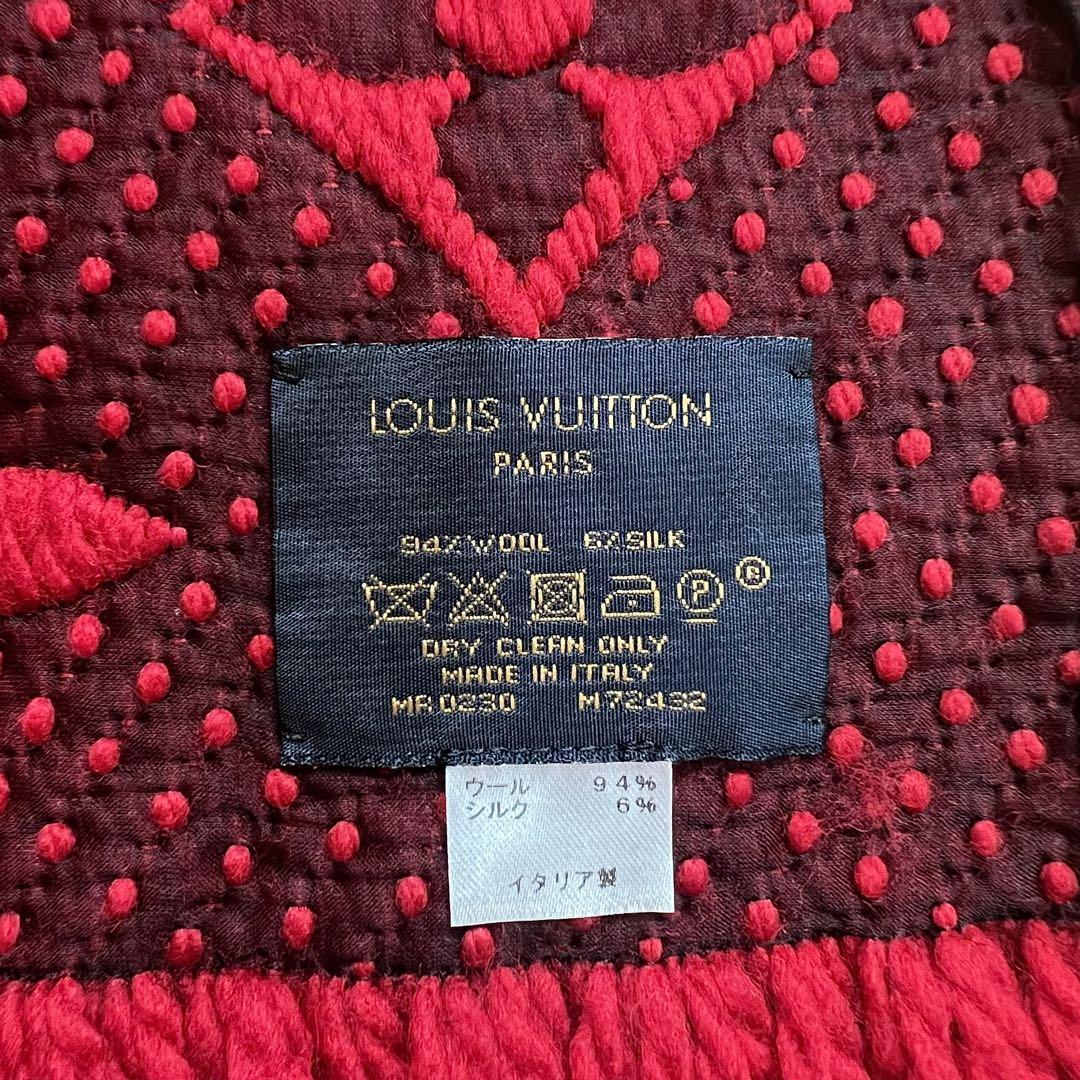 LOUIS VUITTON
PARIS
94% WOOL 6% SILK
P R
DRY CLEAN ONLY
MADE IN ITALY
MR0230 M72432
ウール 94%
シルク 6%
イタリア製